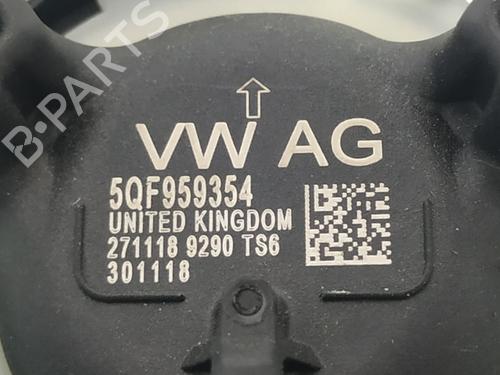 B-PARTS
VW AG
5QF959354
UNITED KINGDOM
271118 9290 TS6
301118